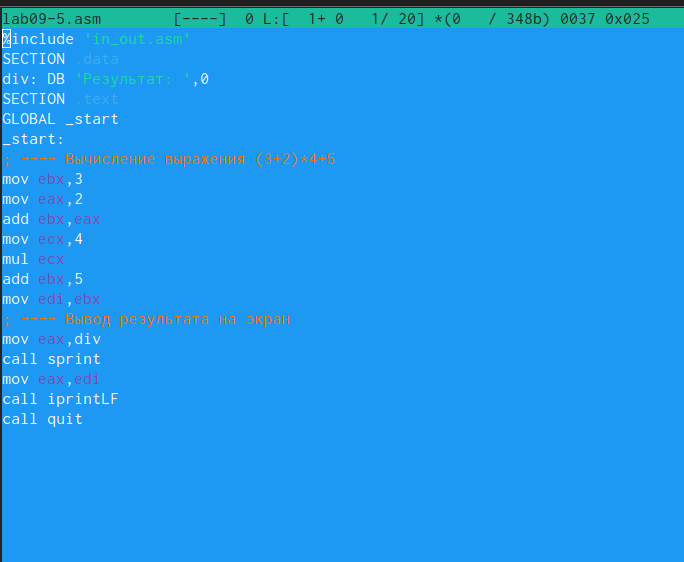 lab09-5.asm [----] 0 L:[ 1+ 0 1/ 20] *(0 / 348b) 0037 0x025
%include 'in_out.asm'
SECTION .data
div: DB 'Результат: ',0
SECTION .text
GLOBAL _start
_start:
; ---- Вычисление выражения (3+2)*4+5
mov ebx,3
mov eax,2
add ebx,eax
mov ecx,4
mul ecx
add ebx,5
mov edi,ebx
; ---- Вывод результата на экран
mov eax,div
call sprint
mov eax,edi
call iprintLF
call quit